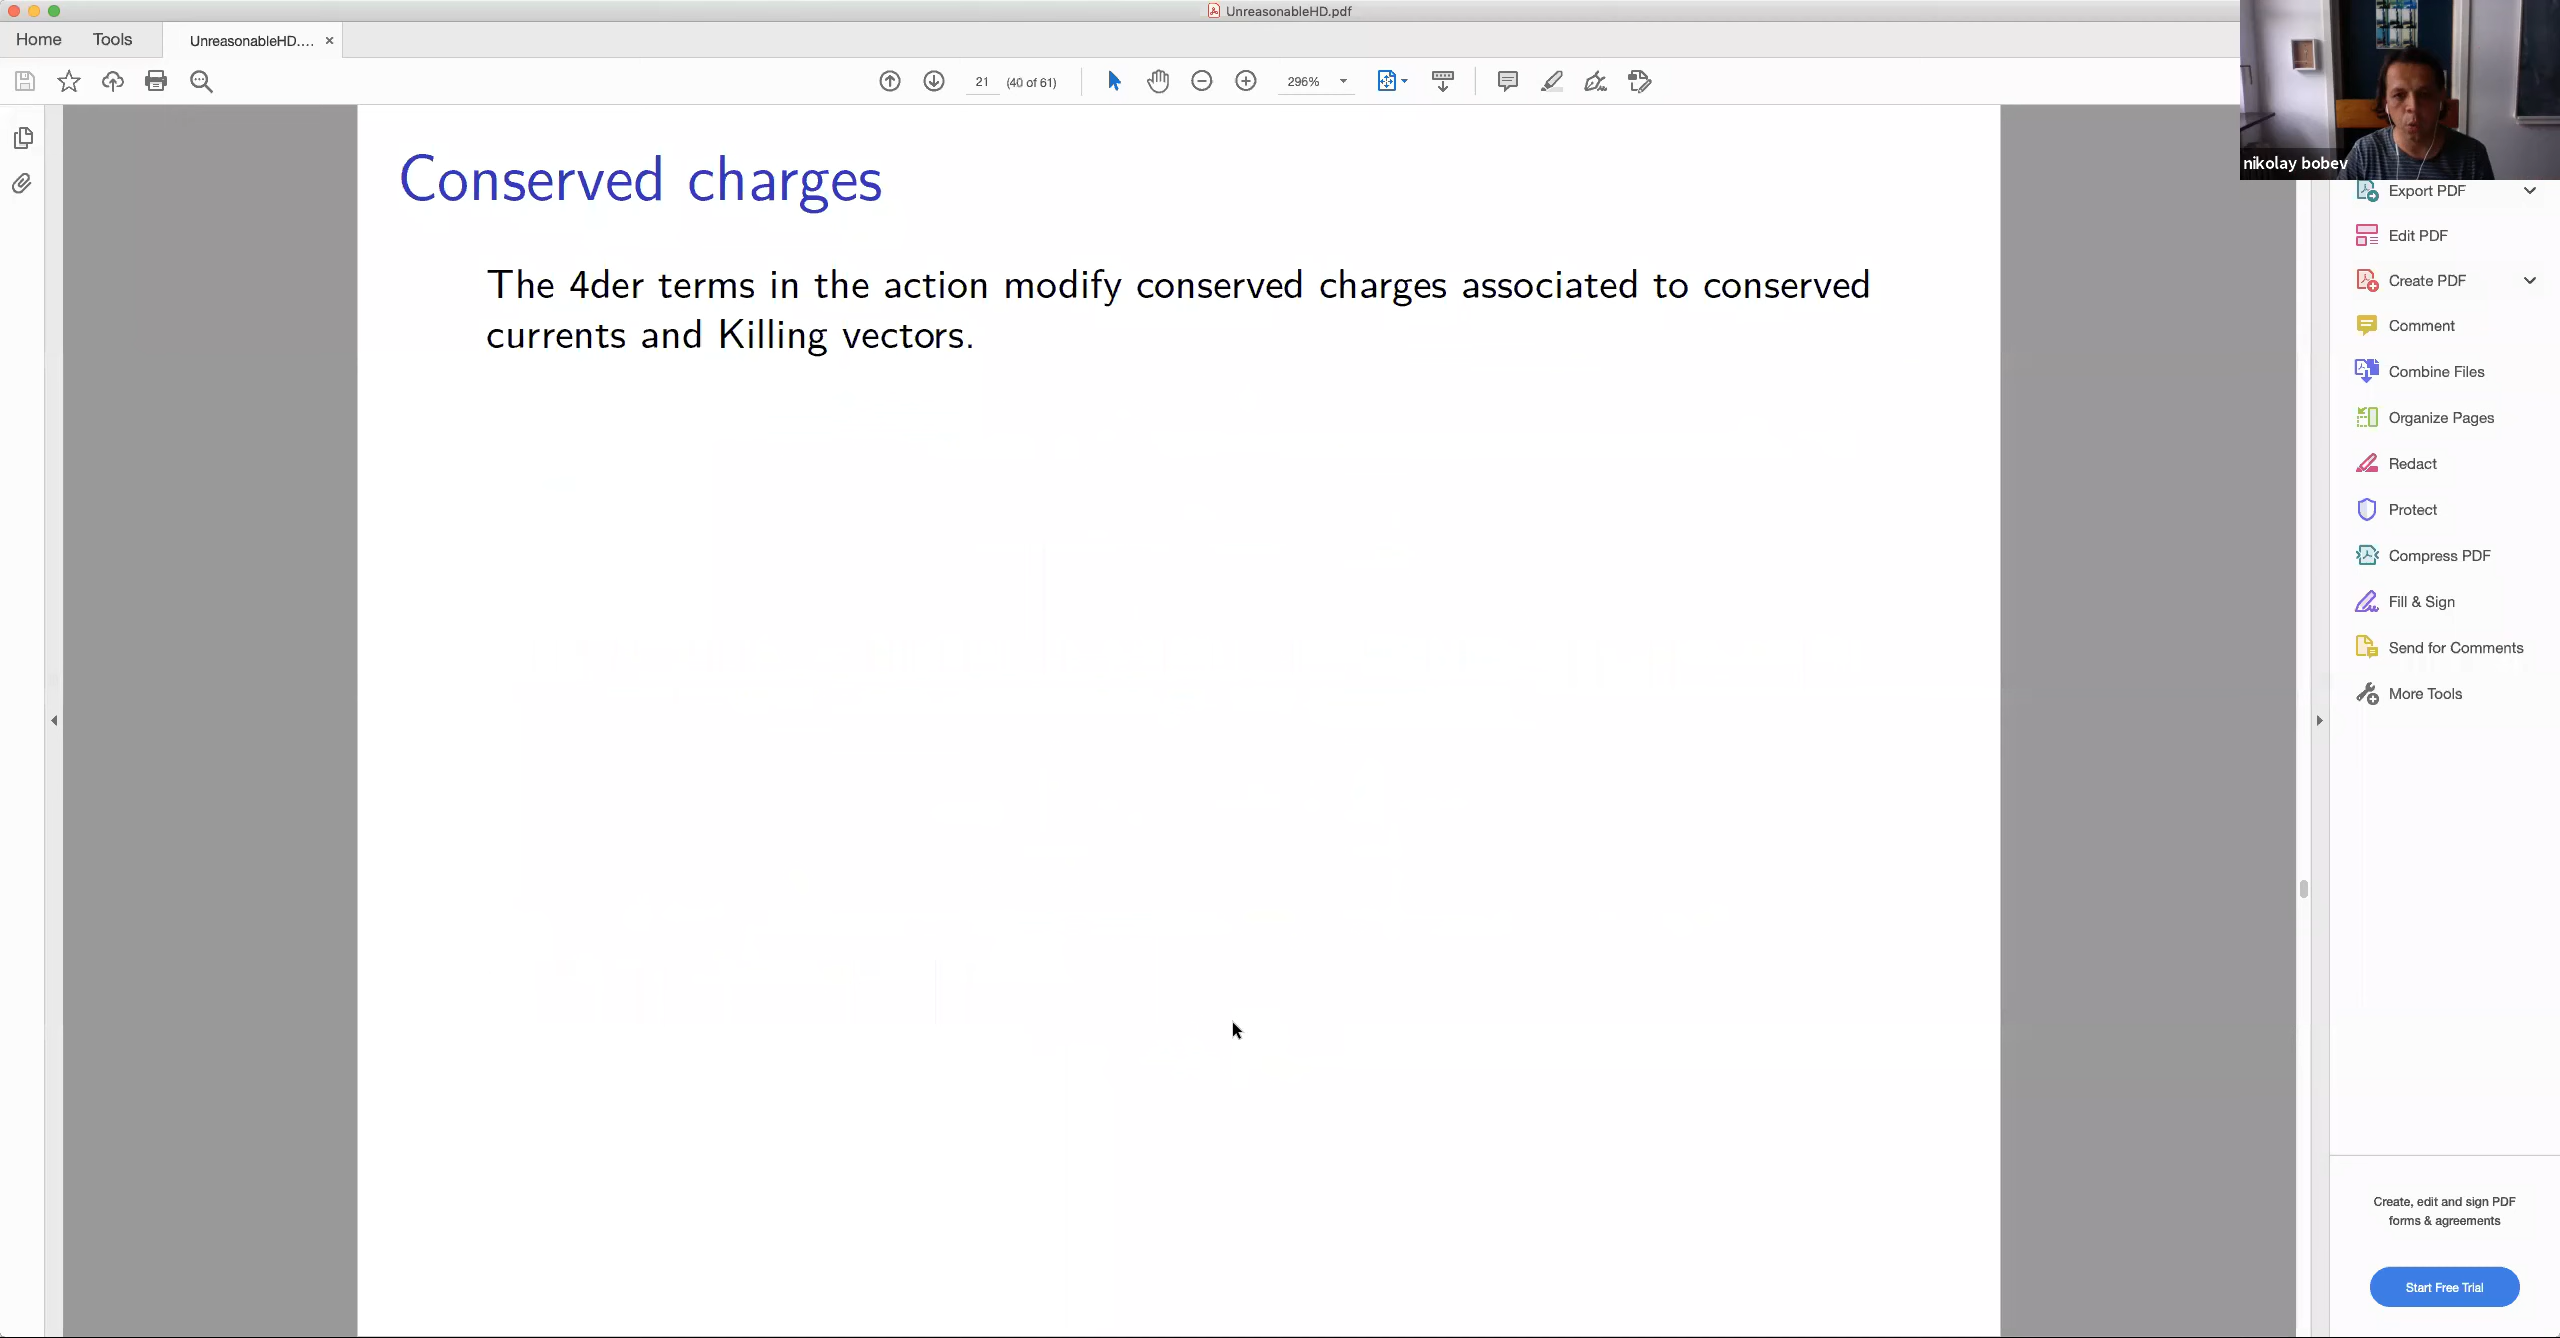 UnreasonableHD.pdf
Home
Tools
UnreasonableHD....
21 (40 of 61)
296%
nikolay bobev
Conserved charges
The 4der terms in the action modify conserved charges associated to conserved
currents and Killing vectors.
Export PDF
Edit PDF
Create PDF
Comment
Combine Files
Organize Pages
Redact
Protect
Compress PDF
Fill & Sign
Send for Comments
More Tools
Create, edit and sign PDF
forms & agreements
Start Free Trial